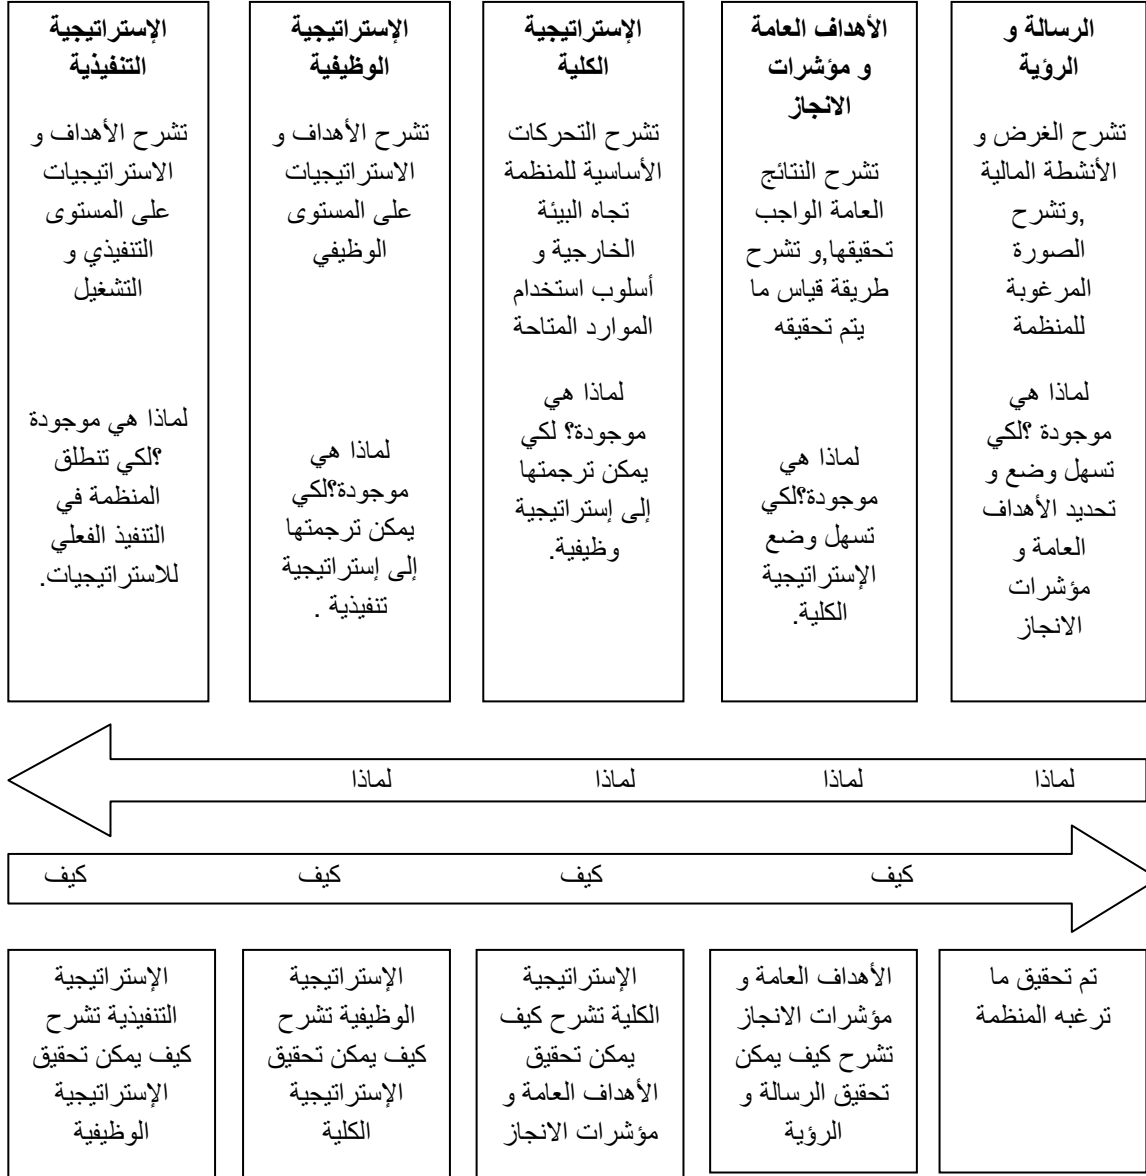 الرسالة و
الرؤية
تشرح الغرض و
الأنشطة المالية
,وتشرح
الصورة
المرغوبة
للمنظمة
لماذا هي
موجودة ؟لكي
تسهل وضع و
تحديد الأهداف
العامة و
مؤشرات
الانجاز
الأهداف العامة
و مؤشرات
الانجاز
تشرح النتائج
العامة الواجب
تحقيقها,و تشرح
طريقة قياس ما
يتم تحقيقه
لماذا هي
موجودة؟لكي
تسهل وضع
الإستراتيجية
الكلية.
الإستراتيجية
الكلية
تشرح التحركات
الأساسية للمنظمة
تجاه البيئة
الخارجية و
أسلوب استخدام
الموارد المتاحة
لماذا هي
موجودة؟ لكي
يمكن ترجمتها
إلى إستراتيجية
وظيفية.
الإستراتيجية
الوظيفية
تشرح الأهداف و
الاستراتيجيات
على المستوى
الوظيفي
لماذا هي
موجودة؟لكي
يمكن ترجمتها
إلى إستراتيجية
تنفيذية .
الإستراتيجية
التنفيذية
تشرح الأهداف و
الاستراتيجيات
على المستوى
التنفيذي و
التشغيل
لماذا هي موجودة
؟لكي تنطلق
المنظمة في
التنفيذ الفعلي
للاستراتيجيات.
لماذا لماذا لماذا لماذا
كيف كيف كيف كيف
تم تحقيق ما
ترغبه المنظمة
الأهداف العامة و
مؤشرات الانجاز
تشرح كيف يمكن
تحقيق الرسالة و
الرؤية
الإستراتيجية
الكلية تشرح كيف
يمكن تحقيق
الأهداف العامة و
مؤشرات الانجاز
الإستراتيجية
الوظيفية تشرح
كيف يمكن تحقيق
الإستراتيجية
الكلية
الإستراتيجية
التنفيذية تشرح
كيف يمكن تحقيق
الإستراتيجية
الوظيفية